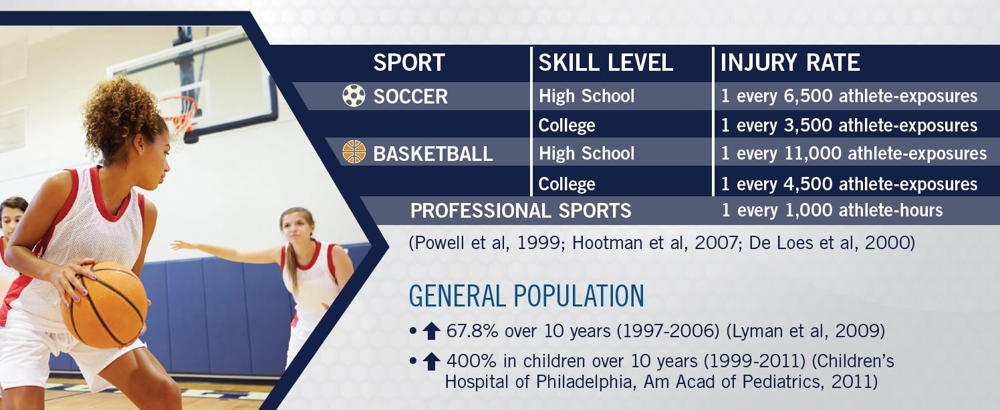 SPORT SKILL LEVEL INJURY RATE
SOCCER High School 1 every 6,500 athlete-exposures
College 1 every 3,500 athlete-exposures
BASKETBALL High School 1 every 11,000 athlete-exposures
College 1 every 4,500 athlete-exposures
PROFESSIONAL SPORTS 1 every 1,000 athlete-hours
(Powell et al, 1999; Hootman et al, 2007; De Loes et al, 2000)
GENERAL POPULATION
• ↑ 67.8% over 10 years (1997-2006) (Lyman et al, 2009)
• ↑ 400% in children over 10 years (1999-2011) (Children’s
Hospital of Philadelphia, Am Acad of Pediatrics, 2011)